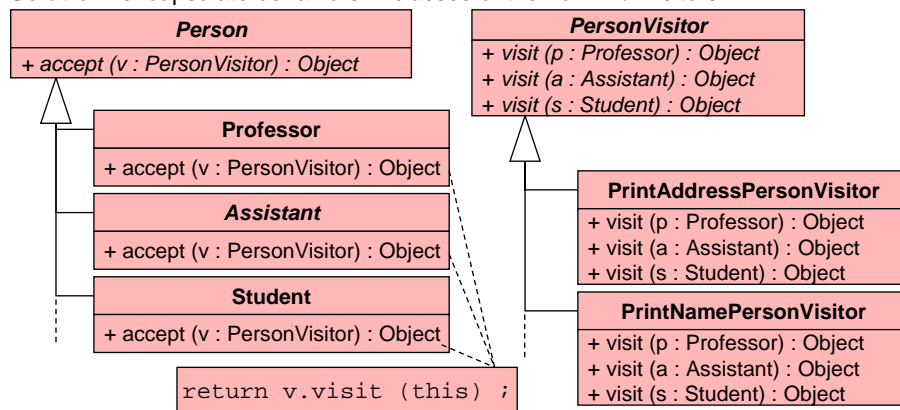 Person
+ accept (v : PersonVisitor) : Object
Professor
+ accept (v : PersonVisitor) : Object
Assistant
+ accept (v : PersonVisitor) : Object
Student
+ accept (v : PersonVisitor) : Object
return v.visit (this) ;
PersonVisitor
+ visit (p : Professor) : Object
+ visit (a : Assistant) : Object
+ visit (s : Student) : Object
PrintAddressPersonVisitor
+ visit (p : Professor) : Object
+ visit (a : Assistant) : Object
+ visit (s : Student) : Object
PrintNamePersonVisitor
+ visit (p : Professor) : Object
+ visit (a : Assistant) : Object
+ visit (s : Student) : Object